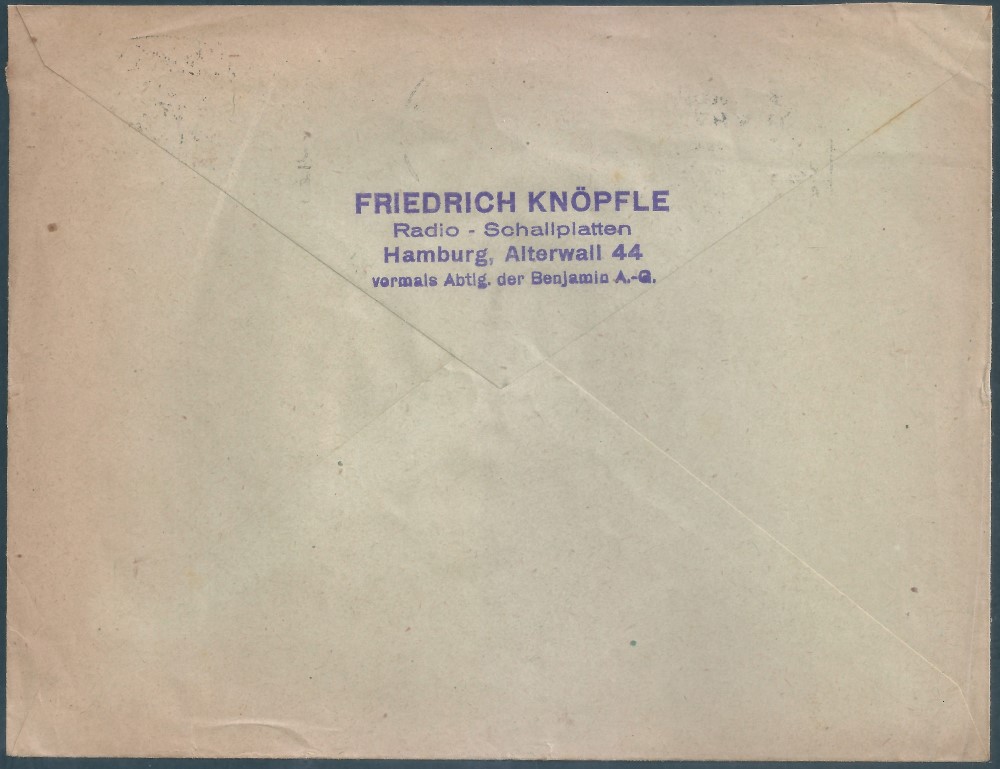 FRIEDRICH KNÖPFLE
Radio - Schallplatten
Hamburg, Alterwall 44
vormals Abtlg. der Benjamin A.-G.